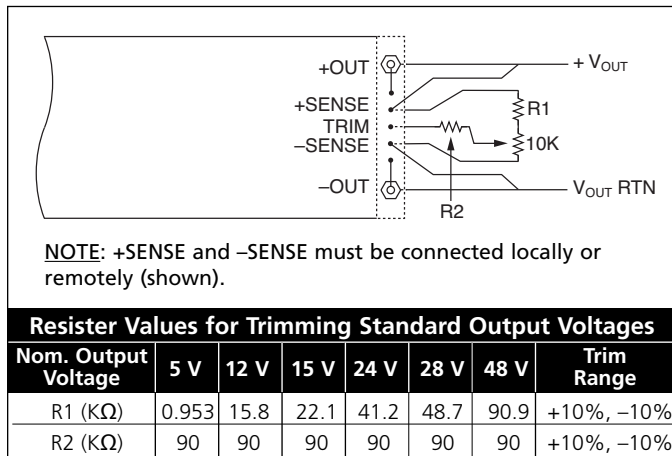 +OUT
+ VOUT
+SENSE
R1
TRIM
10K
–SENSE
–OUT
VOUT RTN
R2
NOTE: +SENSE and –SENSE must be connected locally or
remotely (shown).
Resister Values for Trimming Standard Output Voltages
Nom. Output Voltage 5 V 12 V 15 V 24 V 28 V 48 V Trim Range
R1 (KΩ) 0.953 15.8 22.1 41.2 48.7 90.9 +10%, –10%
R2 (KΩ) 90 90 90 90 90 90 +10%, –10%